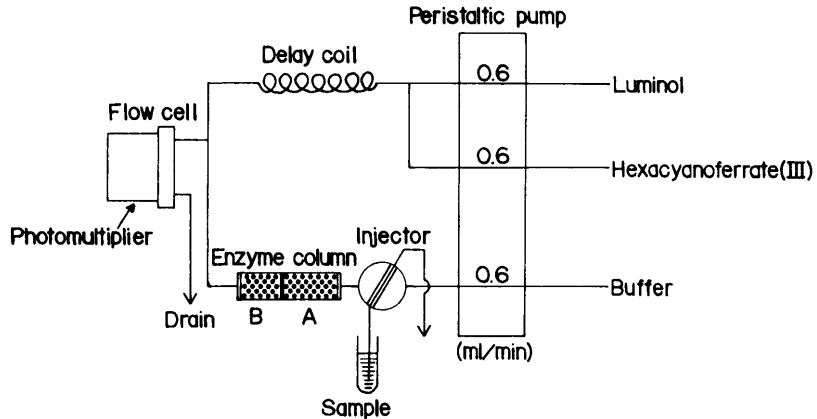 Peristaltic pump
Delay coil
0.6
Luminol
Flow cell
0.6
Hexacyanoferrate(III)
Photomultiplier
Injector
Enzyme column
0.6
Buffer
Drain
B
A
(ml/min)
Sample